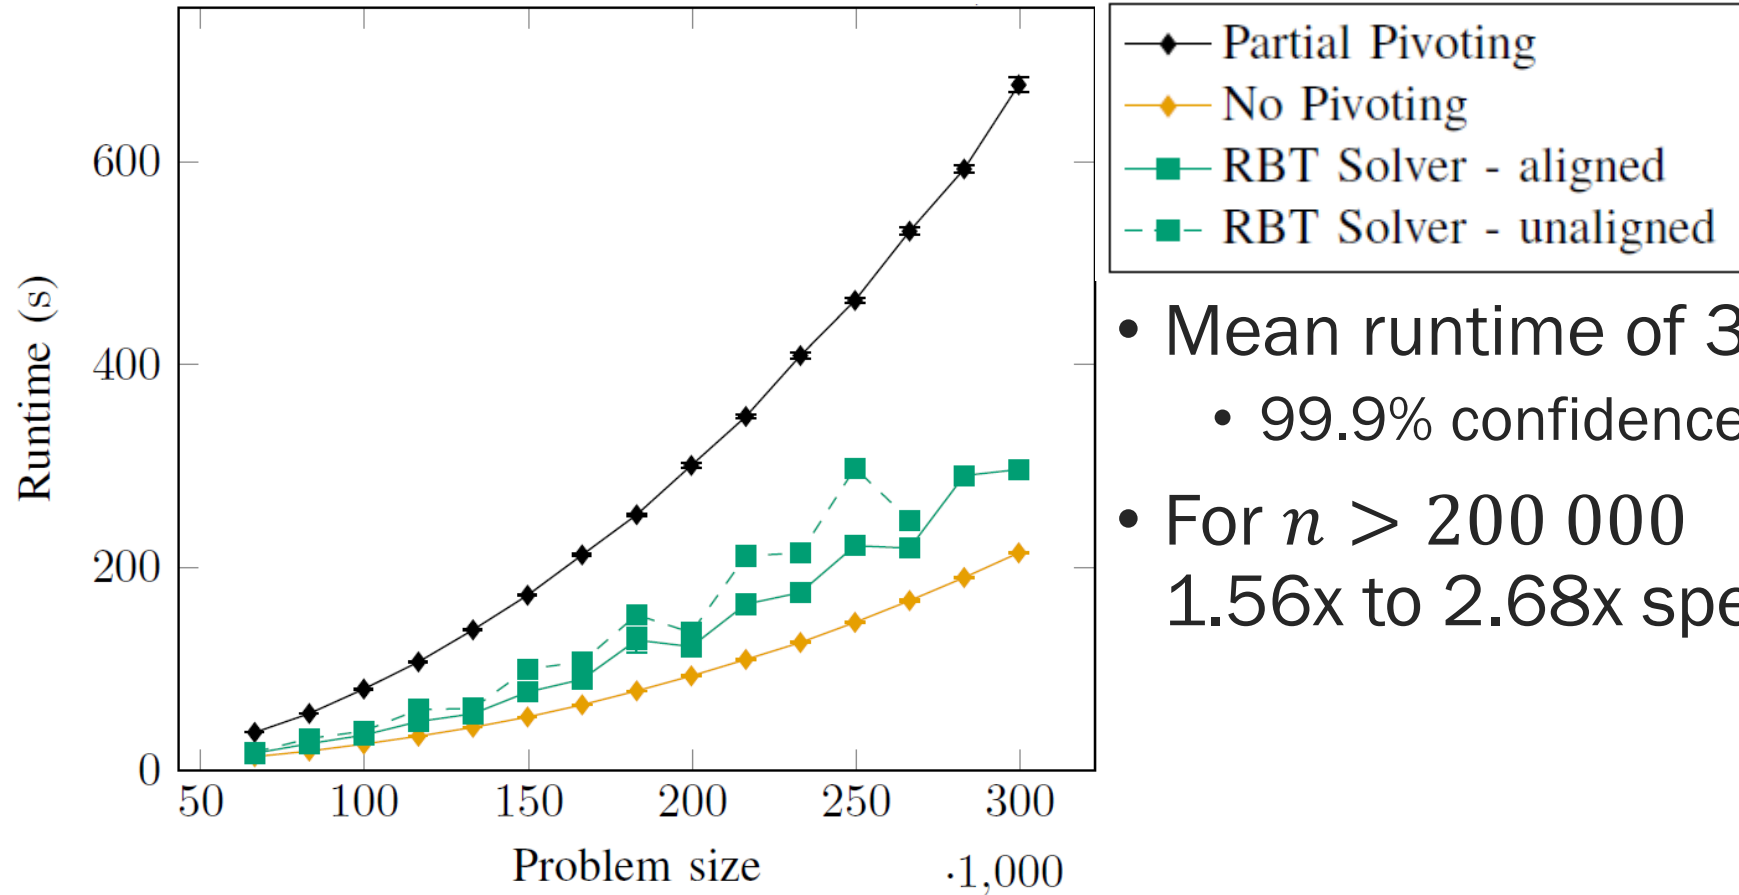 Partial Pivoting
No Pivoting
RBT Solver - aligned
RBT Solver - unaligned
Runtime (s)
600
400
200
0
50 100 150 200 250 300
Problem size
·1,000
• Mean runtime of 3
• 99.9% confidence
• For n > 200 000
1.56x to 2.68x spe